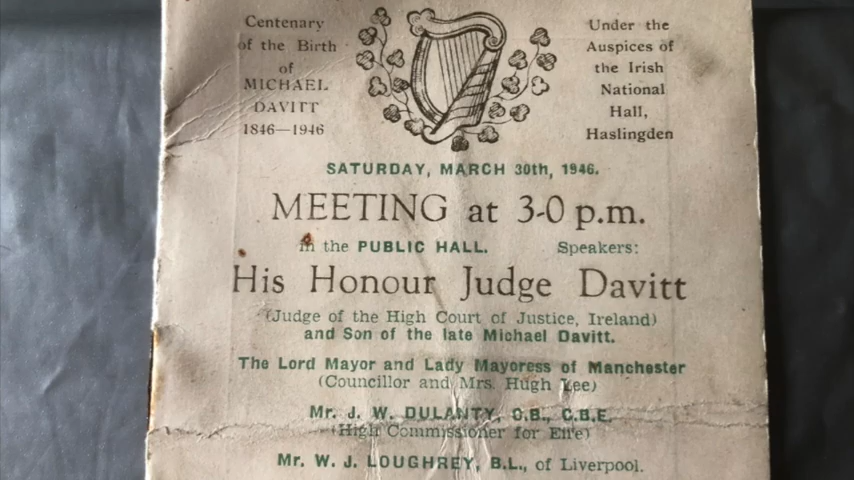 Centenary
of the Birth
of
MICHAEL
DAVITT
1846—1946
Under the
Auspices of
the Irish
National
Hall,
Haslingden
SATURDAY, MARCH 30th, 1946.
MEETING at 3-0 p.m.
in the PUBLIC HALL. Speakers:
His Honour Judge Davitt
(Judge of the High Court of Justice, Ireland)
and Son of the late Michael Davitt.
The Lord Mayor and Lady Mayoress of Manchester
(Councillor and Mrs. Hugh Lee)
Mr. J. W. DULANTY, C.B., C.B.E.
(High Commissioner for Eire)
Mr. W. J. LOUGHREY, B.L., of Liverpool.